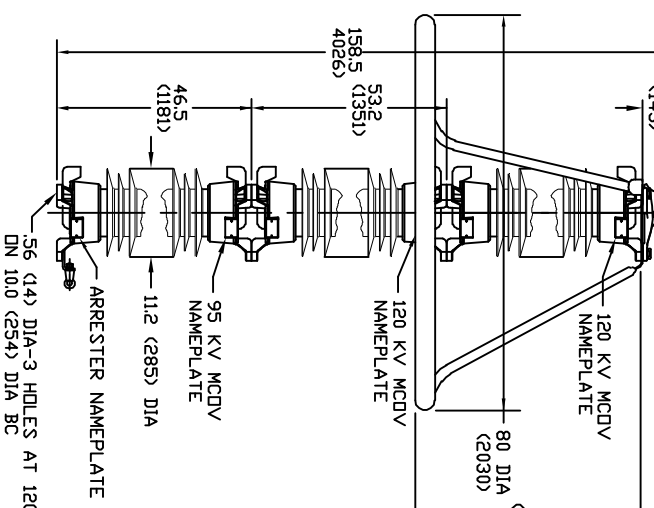 158.5
4026)
53.2
(1351)
46.5
(1181)
120 KV MCOV
NAMEPLATE
120 KV MCOV
NAMEPLATE
95 KV MCOV
NAMEPLATE
80 DIA
(2030)
11.2 (285) DIA
ARRESTER NAMEPLATE
.56 (14) DIA-3 HOLES AT 120
ON 10.0 (254) DIA BC